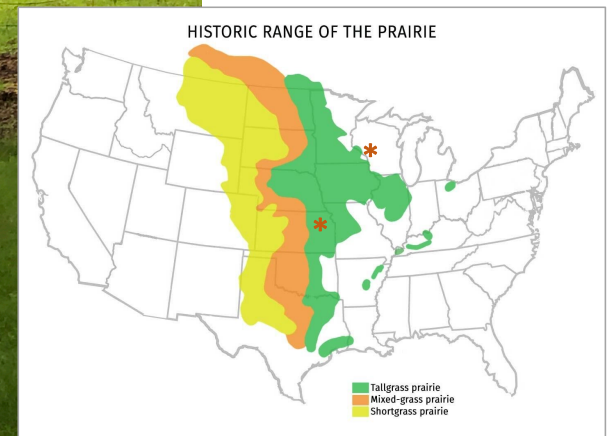 HISTORIC RANGE OF THE PRAIRIE
Tallgrass prairie
Mixed-grass prairie
Shortgrass prairie